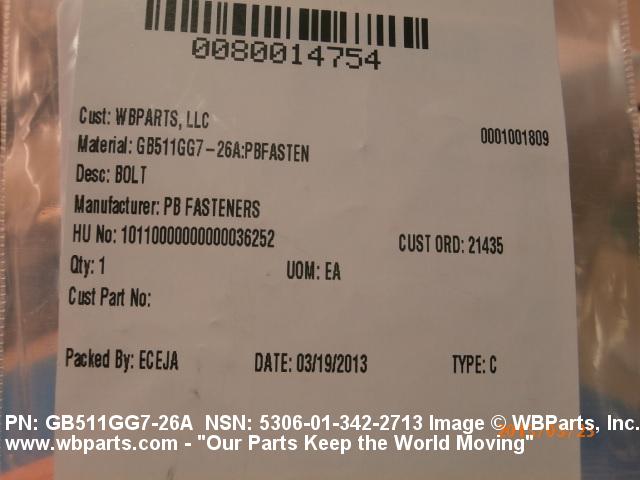 0080014754
Cust: WBPARTS, LLC
0001001809
Material: GB511GG7-26A:PBFASTEN
Desc: BOLT
Manufacturer: PB FASTENERS
HU No: 10110000000000036252
CUST ORD: 21435
Qty: 1
UOM: EA
Cust Part No:
Packed By: ECEJA
DATE: 03/19/2013
TYPE: C
PN: GB511GG7-26A NSN: 5306-01-342-2713 Image © WBParts, Inc.
www.wbparts.com - "Our Parts Keep the World Moving"